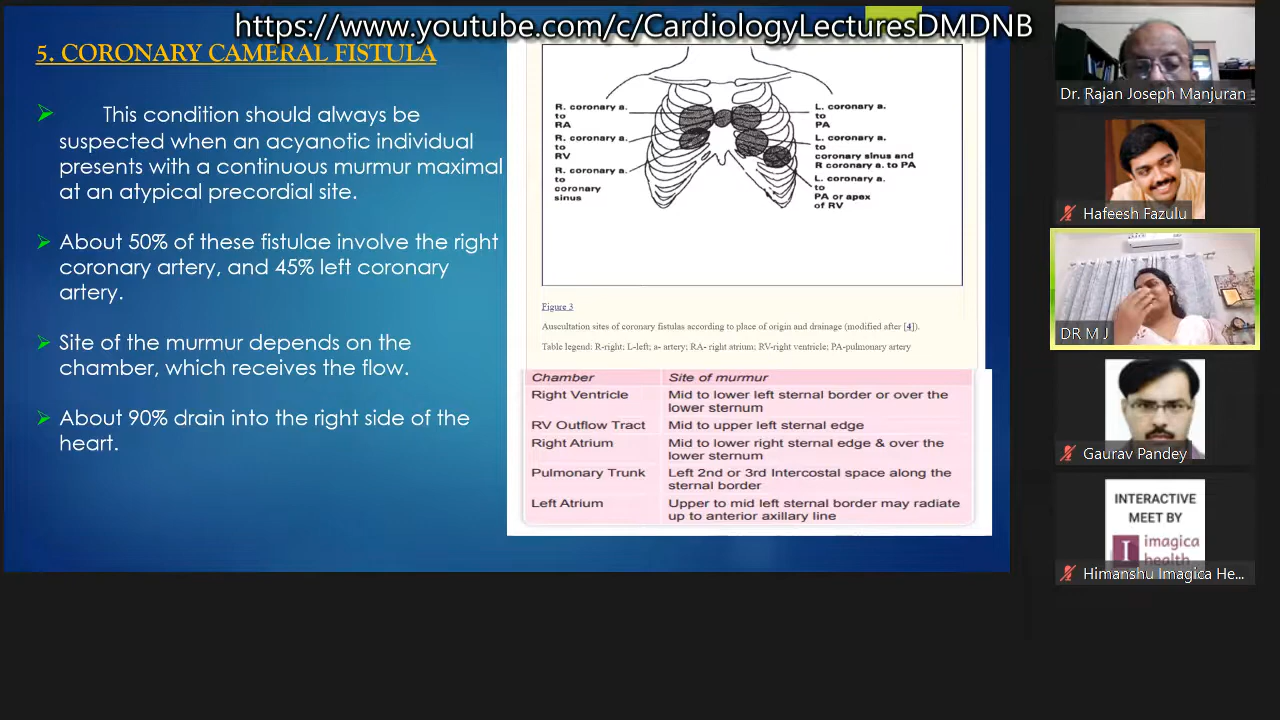 https://www.youtube.com/c/CardiologyLecturesDMDNB
5. CORONARY CAMERAL FISTULA
This condition should always be
suspected when an acyanotic individual
presents with a continuous murmur maximal
at an atypical precordial site.
About 50% of these fistulae involve the right
coronary artery, and 45% left coronary
artery.
Site of the murmur depends on the
chamber, which receives the flow.
About 90% drain into the right side of the
heart.
R. coronary a.
to
RA
R. coronary a.
to
RV
R. coronary a.
to
coronary
sinus
L. coronary a.
to
PA
L. coronary a.
to
coronary sinus and
R coronary a. to PA
L. coronary a.
to
PA or apex
of RV
Figure 3
Auscultation sites of coronary fistulas according to place of origin and drainage (modified after [4]).
Table legend: R-right; L-left; a- artery; RA- right atrium; RV-right ventricle; PA-pulmonary artery
Chamber Site of murmur
Right Ventricle Mid to lower left sternal border or over the
lower sternum
RV Outflow Tract Mid to upper left sternal edge
Right Atrium Mid to lower right sternal edge & over the
lower sternum
Pulmonary Trunk Left 2nd or 3rd Intercostal space along the
sternal border
Left Atrium Upper to mid left sternal border may radiate
up to anterior axillary line
Dr. Rajan Joseph Manjuran
Hafeesh Fazulu
DR M J
Gaurav Pandey
INTERACTIVE
MEET BY
I imagica
health
Himanshu Imagica He...